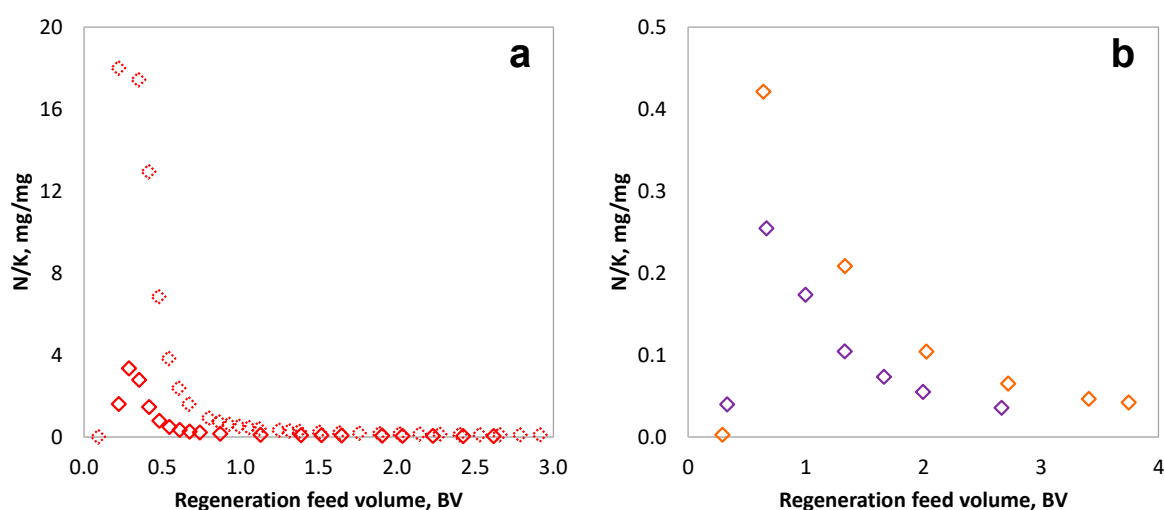 a
N/K, mg/mg
20
16
12
8
4
0
0.0 0.5 1.0 1.5 2.0 2.5 3.0
Regeneration feed volume, BV
b
N/K, mg/mg
0.5
0.4
0.3
0.2
0.1
0.0
0 1 2 3 4
Regeneration feed volume, BV